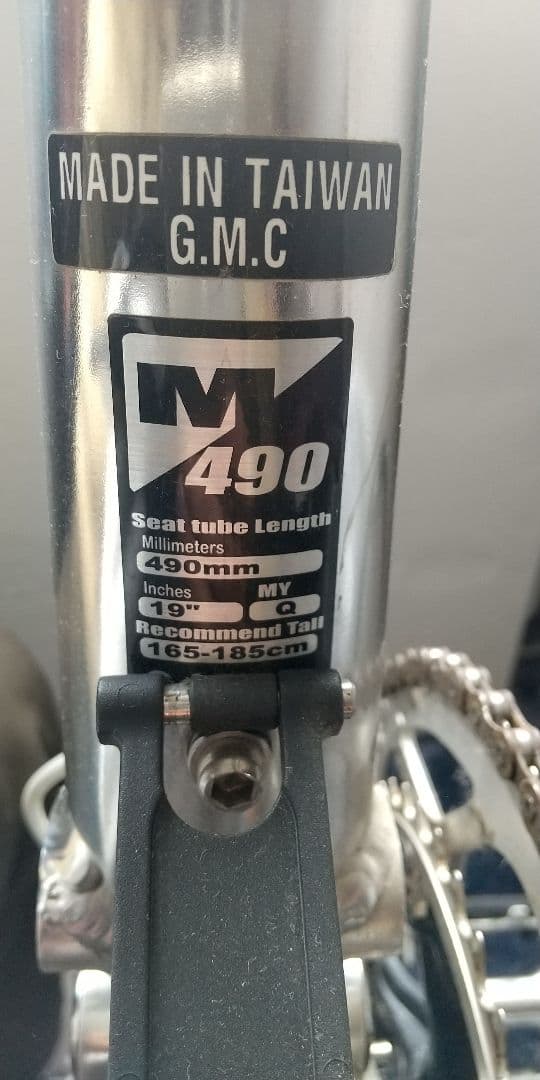 MADE IN TAIWAN
G.M.C
M
490
Seat tube Length
Millimeters
490mm
Inches MY
19" Q
Recommend Tall
165-185cm